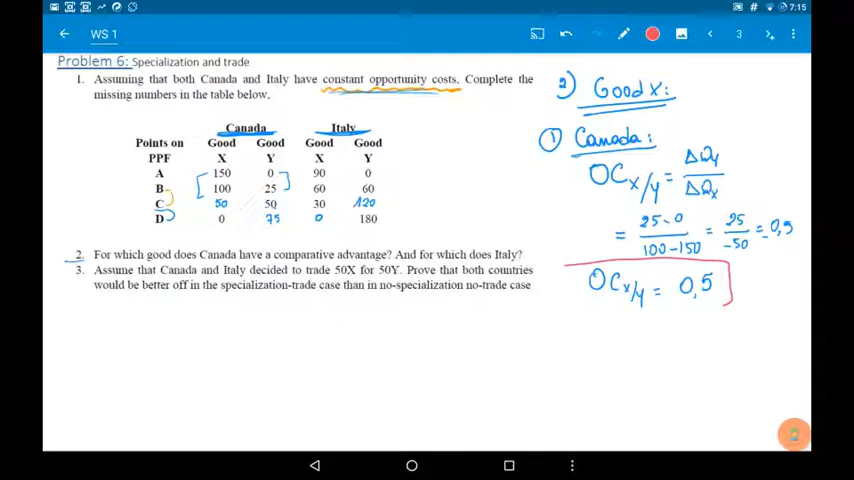 7:15
WS 1
3
Problem 6: Specialization and trade
1. Assuming that both Canada and Italy have constant opportunity costs. Complete the
missing numbers in the table below.
Canada Italy
Points on Good Good Good Good
PPF X Y X Y
A 150 0 90 0
B 100 25 60 60
C 50 50 30 120
D 0 75 0 180
2. For which good does Canada have a comparative advantage? And for which does Italy?
3. Assume that Canada and Italy decided to trade 50X for 50Y. Prove that both countries
would be better off in the specialization-trade case than in no-specialization no-trade case
2) Good X:
① Canada:
OCx/y = ΔQy / ΔQx
= 25-0 / 100-150 = 25 / -50 = -0,5
OCx/y = 0,5
2